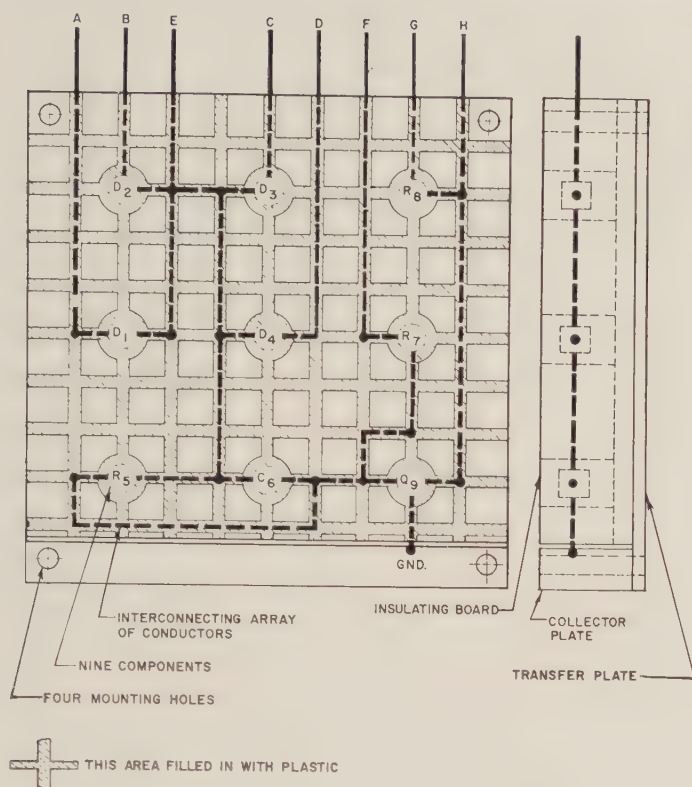 A B E C D F G H
D2 D3 R8
D1 D4 R7
R5 C6 Q9
GND.
INTERCONNECTING ARRAY
OF CONDUCTORS
NINE COMPONENTS
FOUR MOUNTING HOLES
INSULATING BOARD
COLLECTOR
PLATE
TRANSFER PLATE
THIS AREA FILLED IN WITH PLASTIC